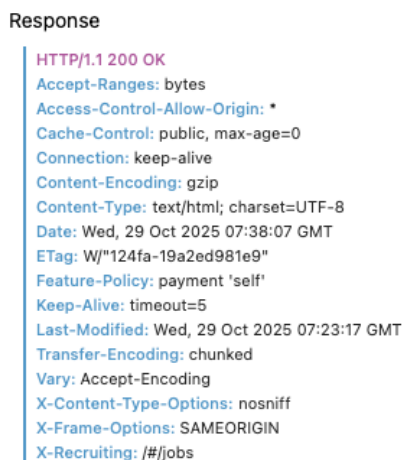 Response
HTTP/1.1 200 OK
Accept-Ranges: bytes
Access-Control-Allow-Origin: *
Cache-Control: public, max-age=0
Connection: keep-alive
Content-Encoding: gzip
Content-Type: text/html; charset=UTF-8
Date: Wed, 29 Oct 2025 07:38:07 GMT
ETag: W/"124fa-19a2ed981e9"
Feature-Policy: payment 'self'
Keep-Alive: timeout=5
Last-Modified: Wed, 29 Oct 2025 07:23:17 GMT
Transfer-Encoding: chunked
Vary: Accept-Encoding
X-Content-Type-Options: nosniff
X-Frame-Options: SAMEORIGIN
X-Recruiting: /#/jobs